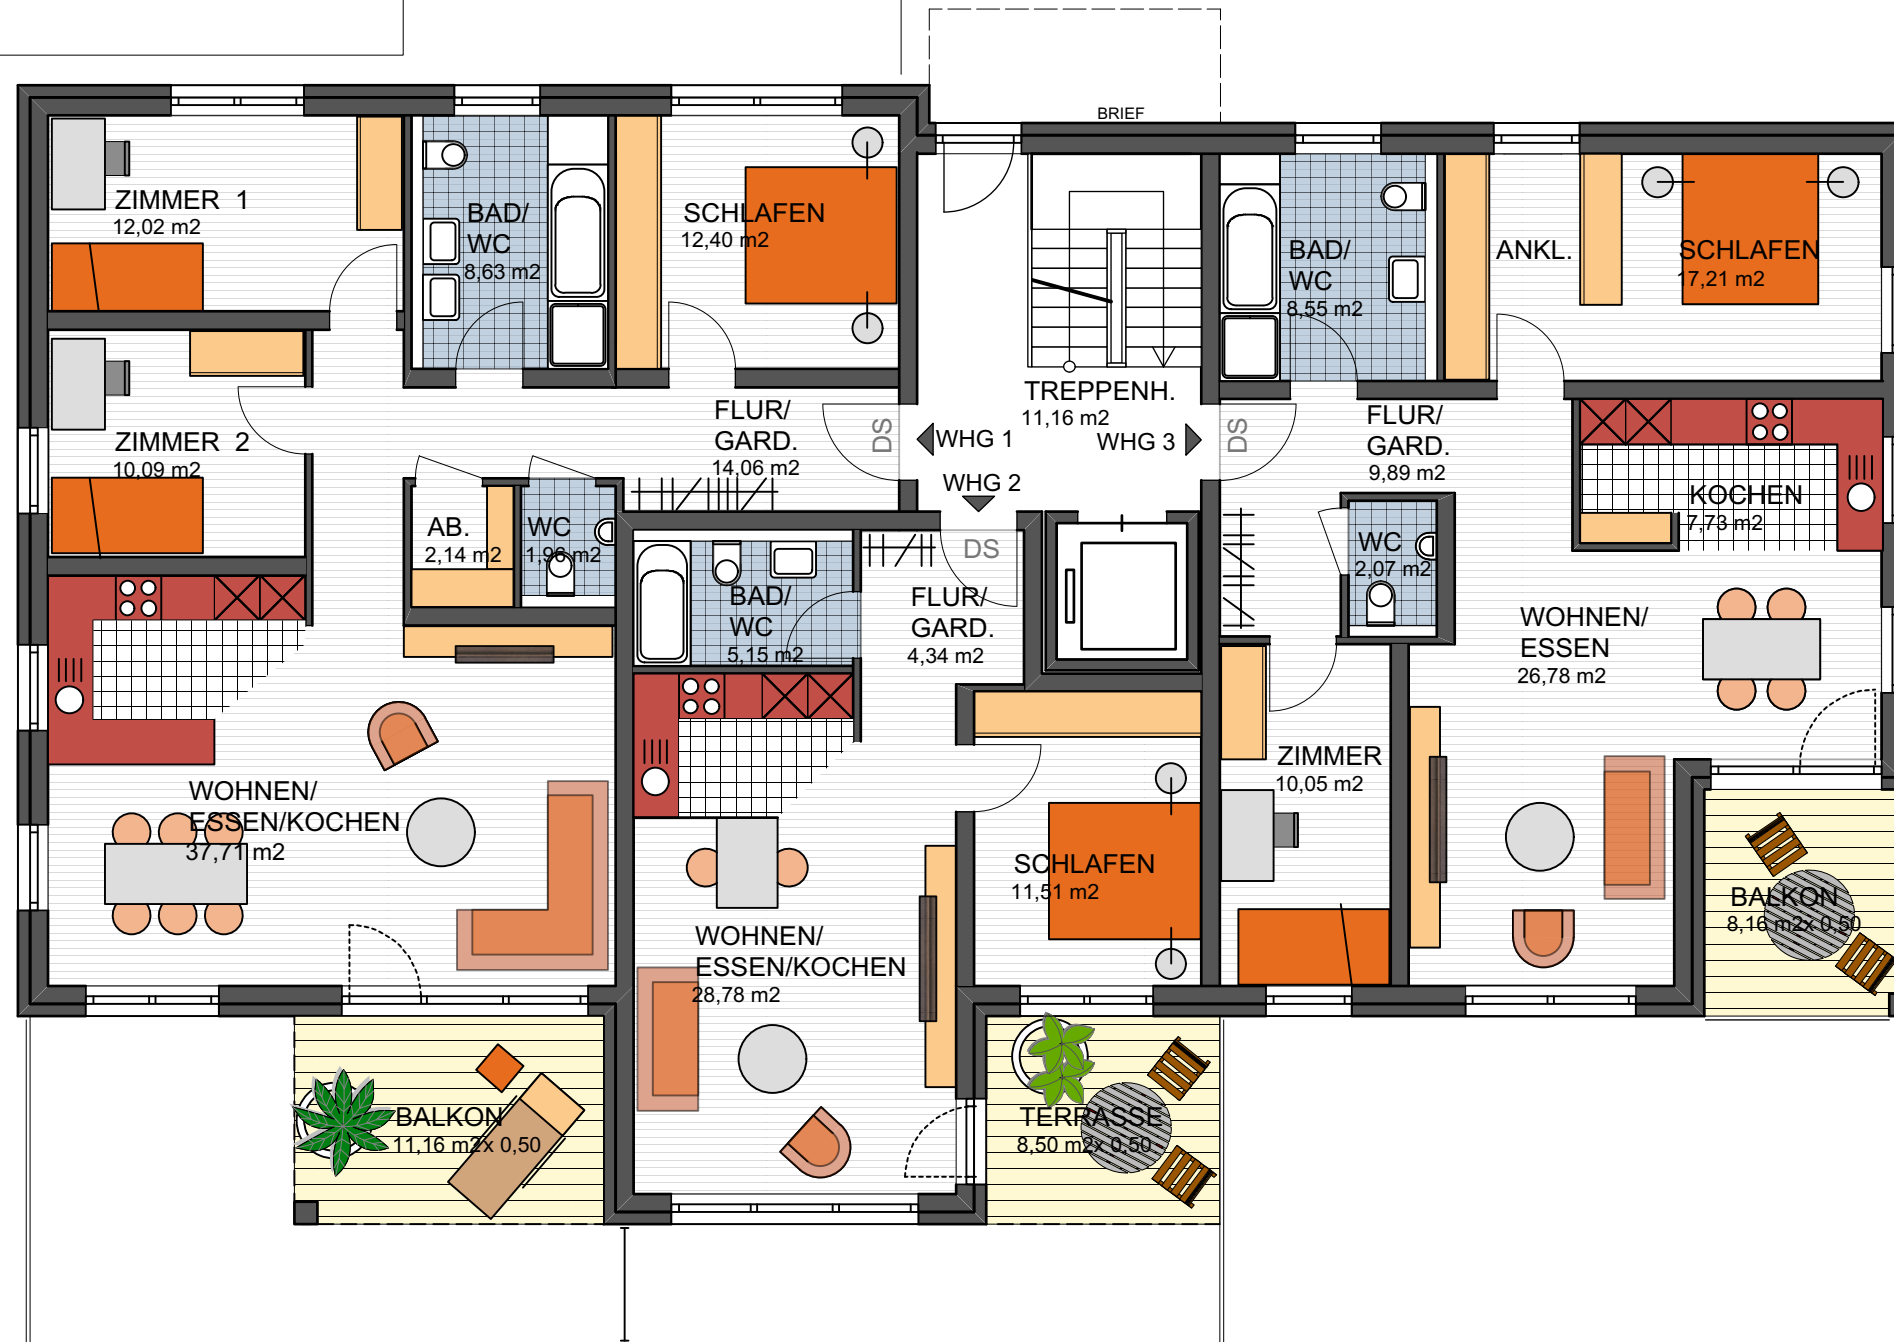 BRIEF
ZIMMER 1
12,02 m2
BAD/
WC
8,63 m2
SCHLAFEN
12,40 m2
BAD/
WC
8,55 m2
ANKL.
SCHLAFEN
17,21 m2
ZIMMER 2
10,09 m2
FLUR/
GARD.
14,06 m2
DS
TREPPENH.
11,16 m2
WHG 1
WHG 3
WHG 2
DS
FLUR/
GARD.
9,89 m2
KOCHEN
7,73 m2
AB.
2,14 m2
WC
1,96 m2
BAD/
WC
5,15 m2
DS
FLUR/
GARD.
4,34 m2
WC
2,07 m2
WOHNEN/
ESSEN
26,78 m2
WOHNEN/
ESSEN/KOCHEN
37,71 m2
ZIMMER
10,05 m2
SCHLAFEN
11,51 m2
WOHNEN/
ESSEN/KOCHEN
28,78 m2
BALKON
8,16 m2x 0,50
BALKON
11,16 m2x 0,50
TERRASSE
8,50 m2x 0,50